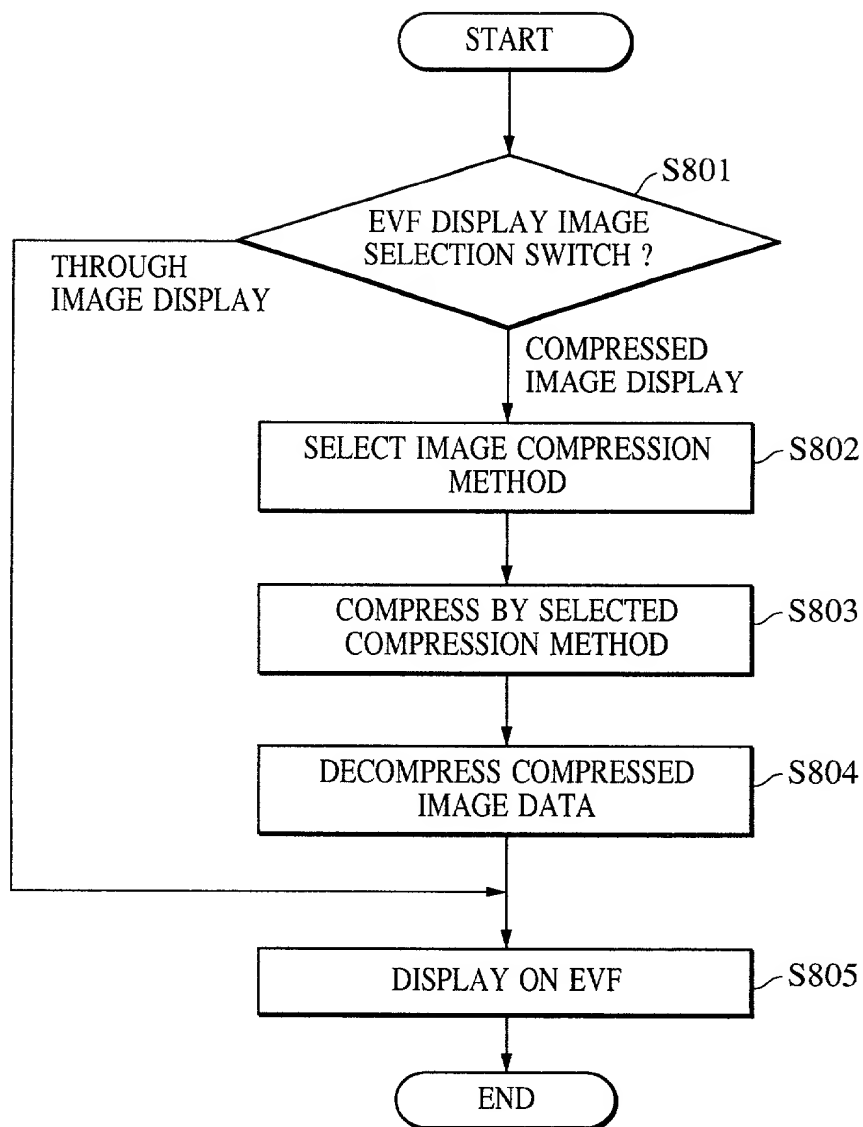 START
S801
EVF DISPLAY IMAGE
SELECTION SWITCH ?
THROUGH
IMAGE DISPLAY
COMPRESSED
IMAGE DISPLAY
SELECT IMAGE COMPRESSION
METHOD
S802
COMPRESS BY SELECTED
COMPRESSION METHOD
S803
DECOMPRESS COMPRESSED
IMAGE DATA
S804
DISPLAY ON EVF
S805
END